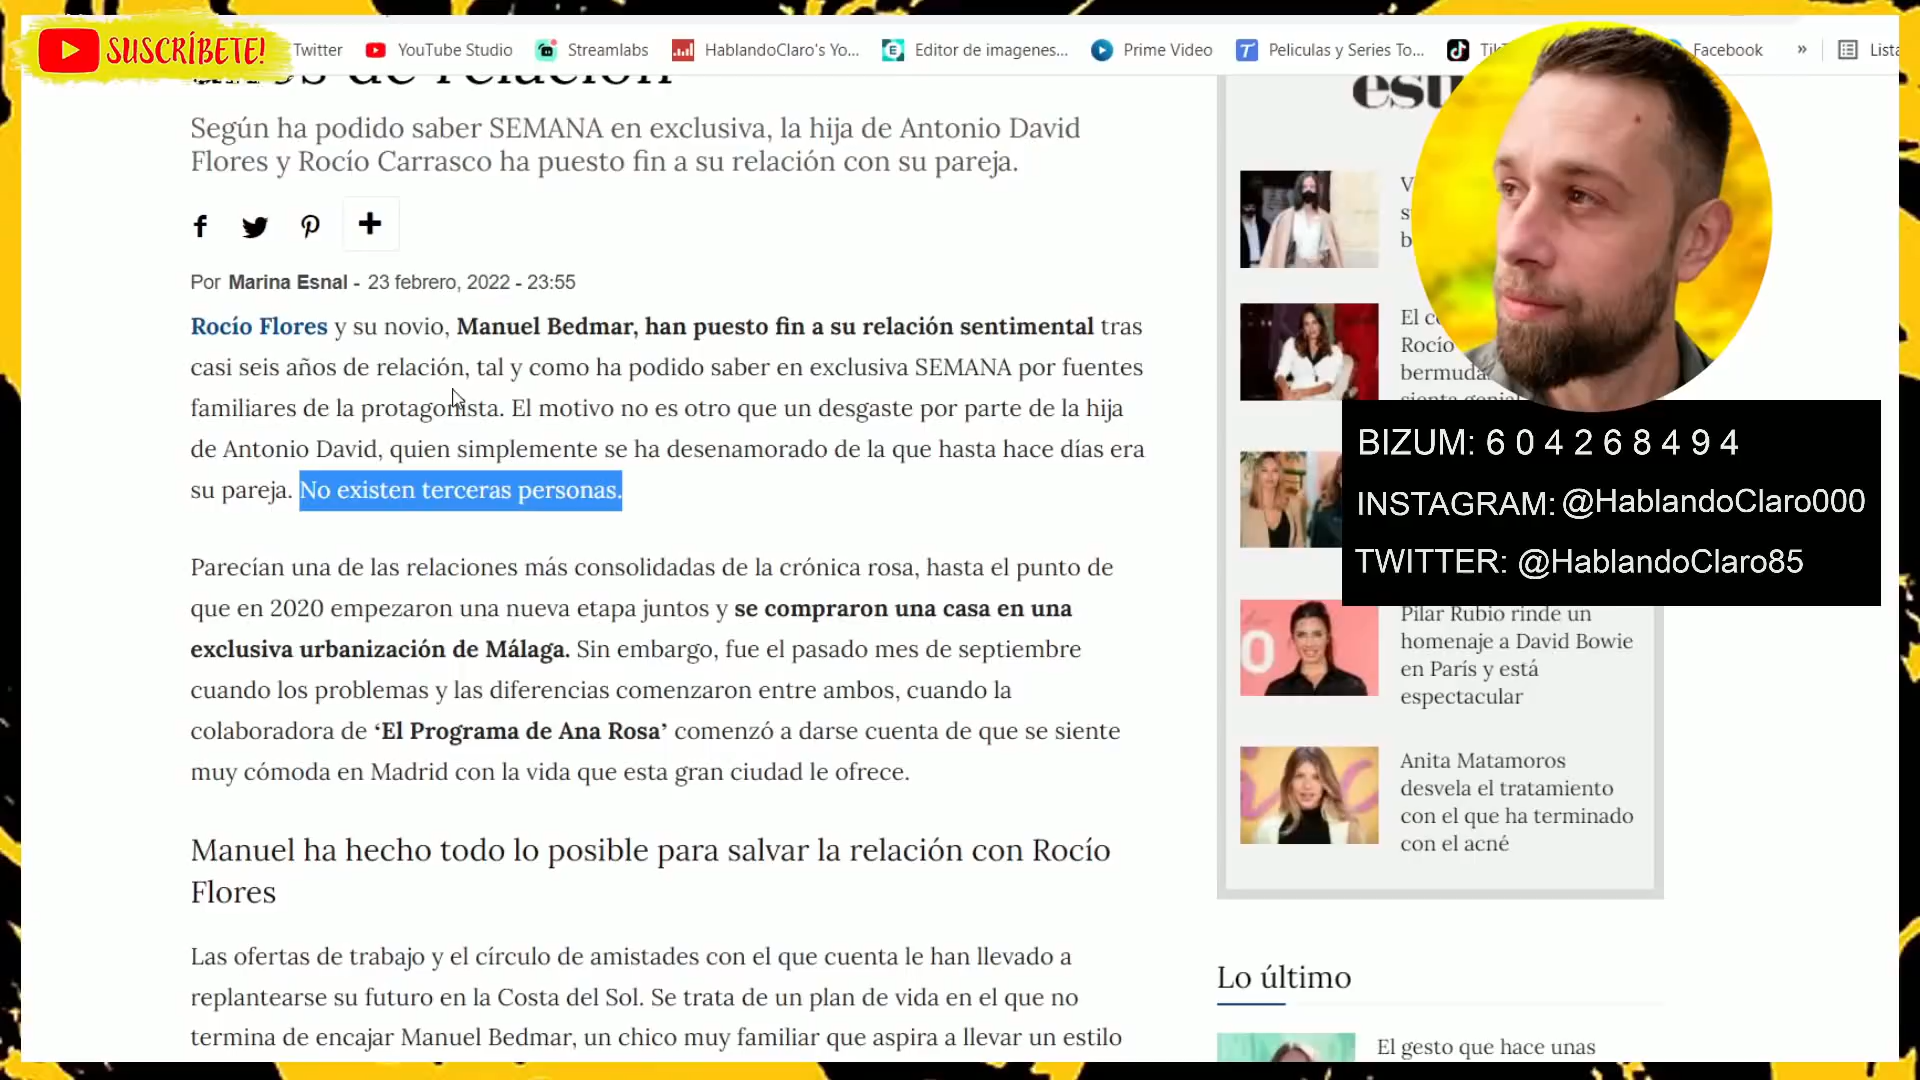 SUSCRÍBETE!
Twitter
YouTube Studio
Streamlabs
HablandoClaro's Yo...
Editor de imagenes...
Prime Video
Peliculas y Series To...
Facebook
»
Lista
de relación
Según ha podido saber SEMANA en exclusiva, la hija de Antonio David
Flores y Rocío Carrasco ha puesto fin a su relación con su pareja.
Por Marina Esnal - 23 febrero, 2022 - 23:55
Rocío Flores y su novio, Manuel Bedmar, han puesto fin a su relación sentimental tras
casi seis años de relación, tal y como ha podido saber en exclusiva SEMANA por fuentes
familiares de la protagonista. El motivo no es otro que un desgaste por parte de la hija
de Antonio David, quien simplemente se ha desenamorado de la que hasta hace días era
su pareja. No existen terceras personas.
Parecían una de las relaciones más consolidadas de la crónica rosa, hasta el punto de
que en 2020 empezaron una nueva etapa juntos y se compraron una casa en una
exclusiva urbanización de Málaga. Sin embargo, fue el pasado mes de septiembre
cuando los problemas y las diferencias comenzaron entre ambos, cuando la
colaboradora de ‘El Programa de Ana Rosa’ comenzó a darse cuenta de que se siente
muy cómoda en Madrid con la vida que esta gran ciudad le ofrece.
Manuel ha hecho todo lo posible para salvar la relación con Rocío
Flores
Las ofertas de trabajo y el círculo de amistades con el que cuenta le han llevado a
replantearse su futuro en la Costa del Sol. Se trata de un plan de vida en el que no
termina de encajar Manuel Bedmar, un chico muy familiar que aspira a llevar un estilo
El
Rocío
bermuda
BIZUM: 6 0 4 2 6 8 4 9 4
INSTAGRAM: @HablandoClaro000
TWITTER: @HablandoClaro85
Pilar Rubio rinde un
homenaje a David Bowie
en París y está
espectacular
Anita Matamoros
desvela el tratamiento
con el que ha terminado
con el acné
Lo último
El gesto que hace unas